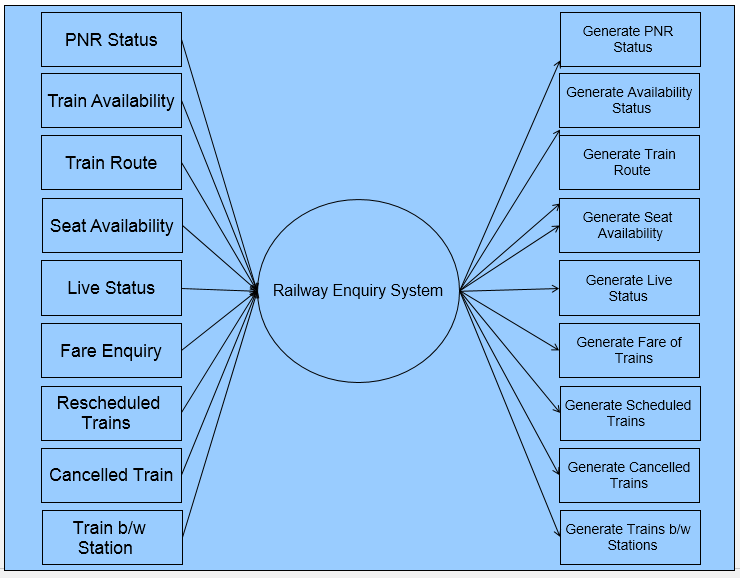 PNR Status
Train Availability
Train Route
Seat Availability
Live Status
Fare Enquiry
Rescheduled
Trains
Cancelled Train
Train b/w
Station
Railway Enquiry System
Generate PNR
Status
Generate Availability
Status
Generate Train
Route
Generate Seat
Availability
Generate Live
Status
Generate Fare of
Trains
Generate Scheduled
Trains
Generate Cancelled
Trains
Generate Trains b/w
Stations